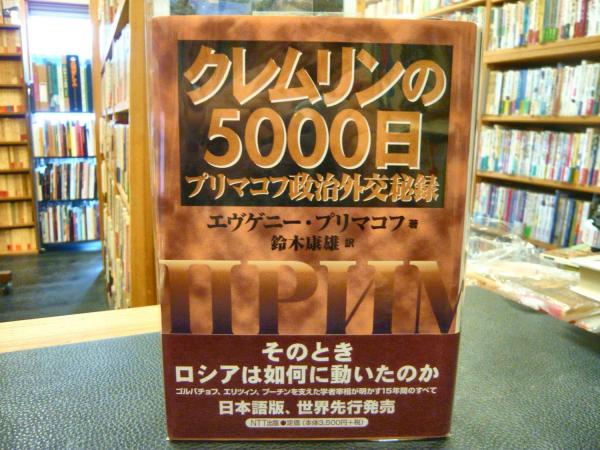 クレムリンの
5000日
プリマコフ政治外交秘録
エヴゲニー・プリマコフ 著
鈴木康雄 訳
ПРИМ
そのとき
ロシアは如何に動いたのか
ゴルバチョフ、エリツィン、プーチンを支えた学者宰相が明かす15年間のすべて
日本語版、世界先行発売
NTT出版●定価(本体3,800円+税)